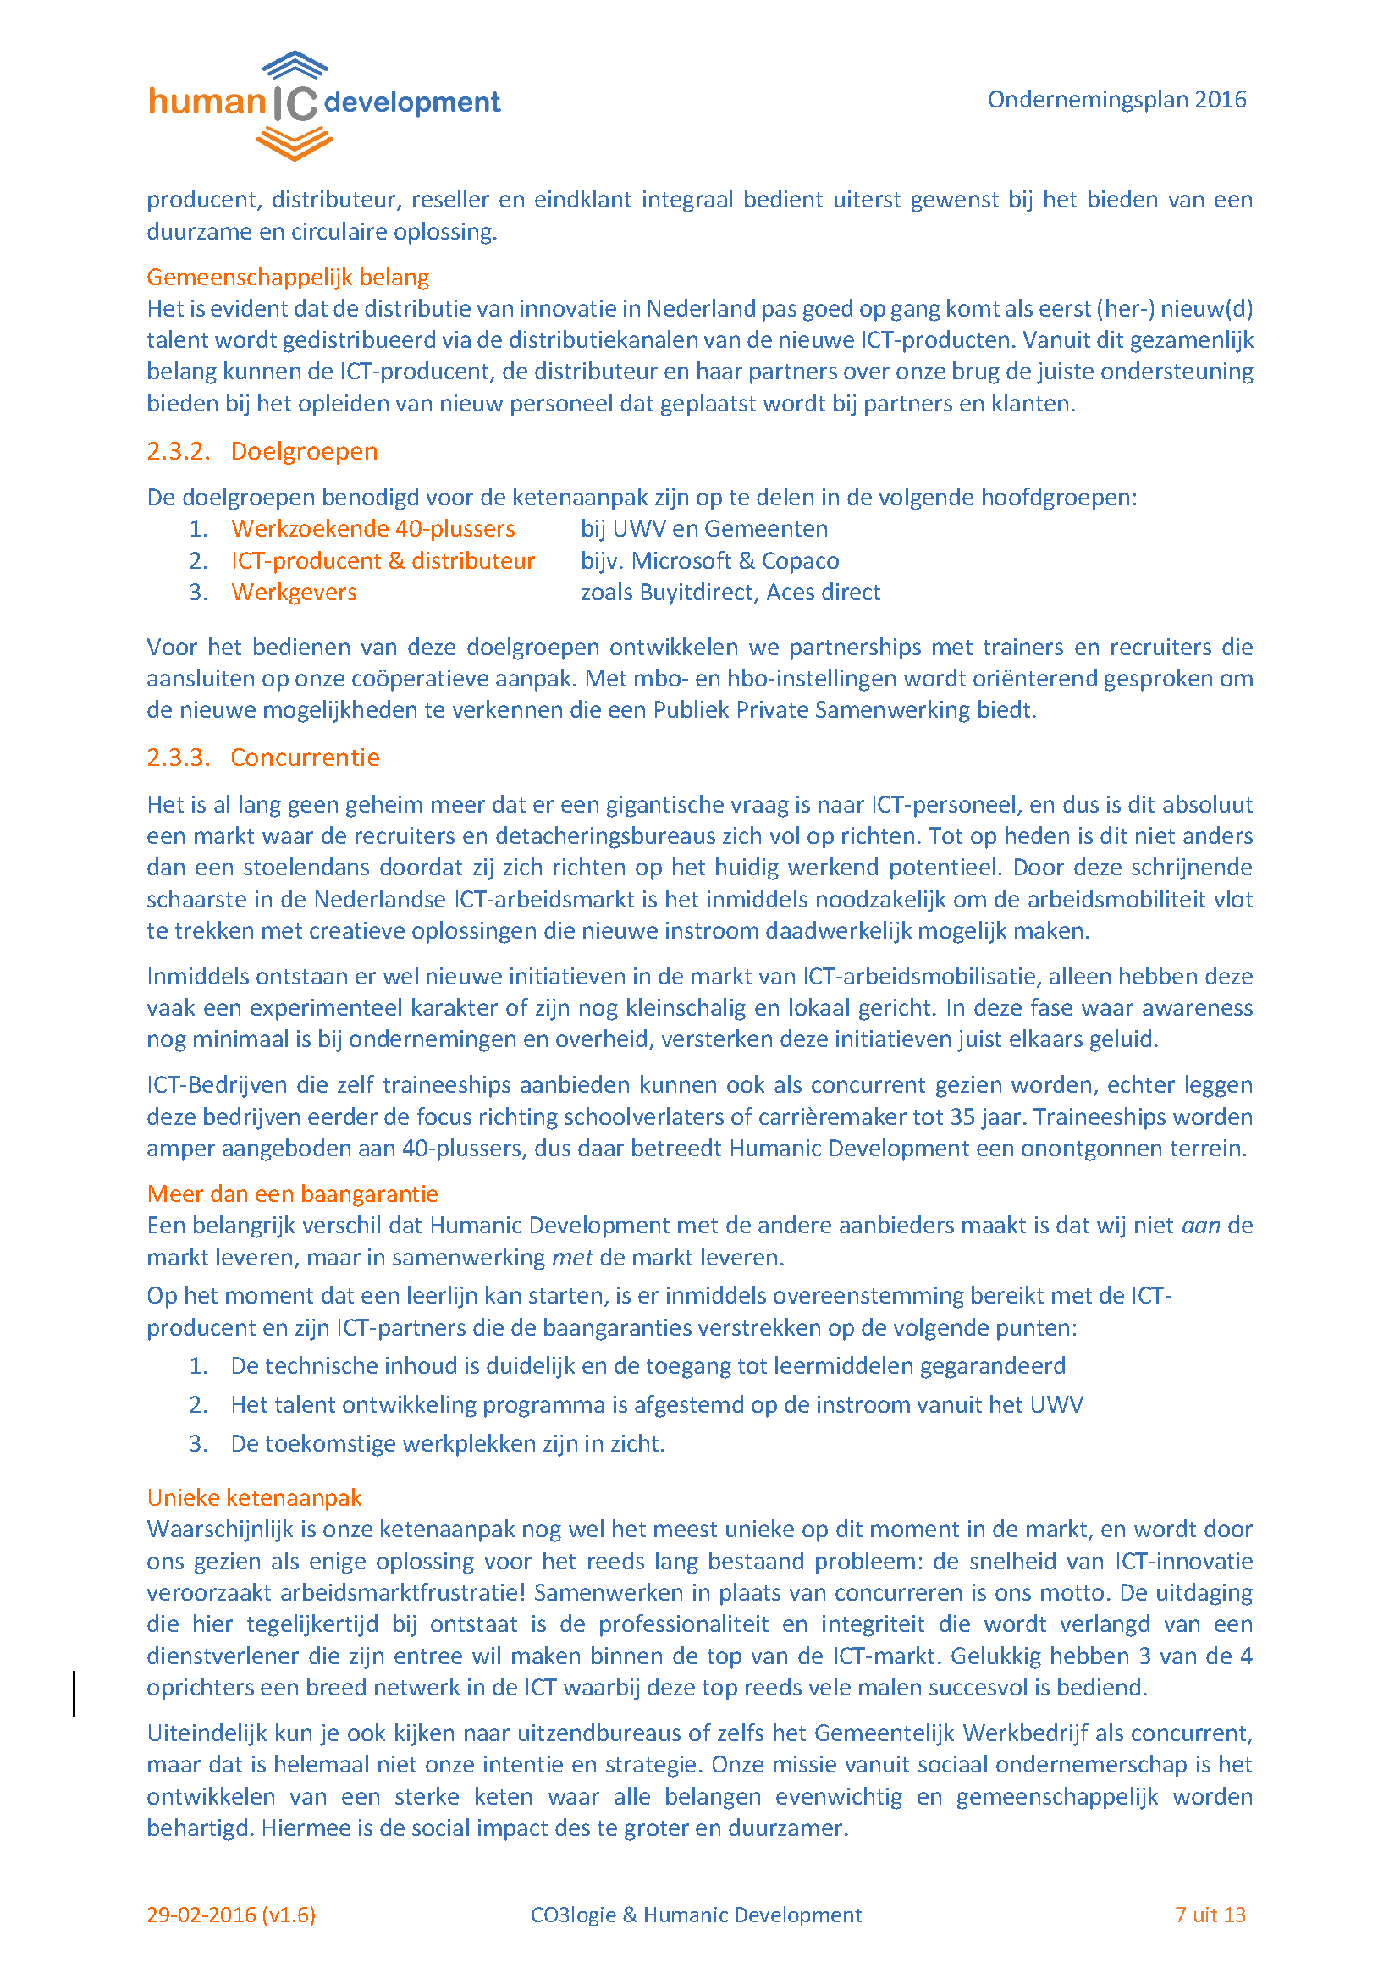 human IC development
Ondernemingsplan 2016
producent, distributeur, reseller en eindklant integraal bedient uiterst gewenst bij het bieden van een
duurzame en circulaire oplossing.
Gemeenschappelijk belang
Het is evident dat de distributie van innovatie in Nederland pas goed op gang komt als eerst (her-) nieuw(d)
talent wordt gedistribueerd via de distributiekanalen van de nieuwe ICT-producten. Vanuit dit gezamenlijk
belang kunnen de ICT-producent, de distributeur en haar partners over onze brug de juiste ondersteuning
bieden bij het opleiden van nieuw personeel dat geplaatst wordt bij partners en klanten.
2.3.2. Doelgroepen
De doelgroepen benodigd voor de ketenaanpak zijn op te delen in de volgende hoofdgroepen:
1. Werkzoekende 40-plussers bij UWV en Gemeenten
2. ICT-producent & distributeur bijv. Microsoft & Copaco
3. Werkgevers zoals Buyitdirect, Aces direct
Voor het bedienen van deze doelgroepen ontwikkelen we partnerships met trainers en recruiters die
aansluiten op onze coöperatieve aanpak. Met mbo- en hbo-instellingen wordt oriënterend gesproken om
de nieuwe mogelijkheden te verkennen die een Publiek Private Samenwerking biedt.
2.3.3. Concurrentie
Het is al lang geen geheim meer dat er een gigantische vraag is naar ICT-personeel, en dus is dit absoluut
een markt waar de recruiters en detacheringsbureaus zich vol op richten. Tot op heden is dit niet anders
dan een stoelendans doordat zij zich richten op het huidig werkend potentieel. Door deze schrijnende
schaarste in de Nederlandse ICT-arbeidsmarkt is het inmiddels noodzakelijk om de arbeidsmobiliteit vlot
te trekken met creatieve oplossingen die nieuwe instroom daadwerkelijk mogelijk maken.
Inmiddels ontstaan er wel nieuwe initiatieven in de markt van ICT-arbeidsmobilisatie, alleen hebben deze
vaak een experimenteel karakter of zijn nog kleinschalig en lokaal gericht. In deze fase waar awareness
nog minimaal is bij ondernemingen en overheid, versterken deze initiatieven juist elkaars geluid.
ICT-Bedrijven die zelf traineeships aanbieden kunnen ook als concurrent gezien worden, echter leggen
deze bedrijven eerder de focus richting schoolverlaters of carrièremaker tot 35 jaar. Traineeships worden
amper aangeboden aan 40-plussers, dus daar betreedt Humanic Development een onontgonnen terrein.
Meer dan een baangarantie
Een belangrijk verschil dat Humanic Development met de andere aanbieders maakt is dat wij niet aan de
markt leveren, maar in samenwerking met de markt leveren.
Op het moment dat een leerlijn kan starten, is er inmiddels overeenstemming bereikt met de ICT-
producent en zijn ICT-partners die de baangaranties verstrekken op de volgende punten:
1. De technische inhoud is duidelijk en de toegang tot leermiddelen gegarandeerd
2. Het talent ontwikkeling programma is afgestemd op de instroom vanuit het UWV
3. De toekomstige werkplekken zijn in zicht.
Unieke ketenaanpak
Waarschijnlijk is onze ketenaanpak nog wel het meest unieke op dit moment in de markt, en wordt door
ons gezien als enige oplossing voor het reeds lang bestaand probleem: de snelheid van ICT-innovatie
veroorzaakt arbeidsmarktfrustratie! Samenwerken in plaats van concurreren is ons motto. De uitdaging
die hier tegelijkertijd bij ontstaat is de professionaliteit en integriteit die wordt verlangd van een
dienstverlener die zijn entree wil maken binnen de top van de ICT-markt. Gelukkig hebben 3 van de 4
oprichters een breed netwerk in de ICT waarbij deze top reeds vele malen succesvol is bediend.
Uiteindelijk kun je ook kijken naar uitzendbureaus of zelfs het Gemeentelijk Werkbedrijf als concurrent,
maar dat is helemaal niet onze intentie en strategie. Onze missie vanuit sociaal ondernemerschap is het
ontwikkelen van een sterke keten waar alle belangen evenwichtig en gemeenschappelijk worden
behartigd. Hiermee is de social impact des te groter en duurzamer.
29-02-2016 (v1.6) CO3logie & Humanic Development 7 uit 13